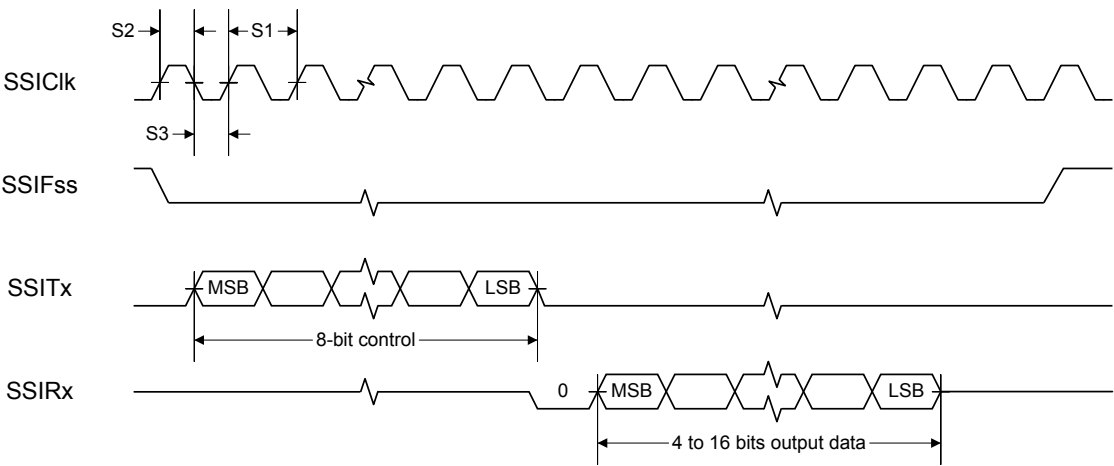 S2
S1
SSIClk
S3
SSIFss
SSITx
MSB
LSB
8-bit control
SSIRx
0
MSB
LSB
4 to 16 bits output data